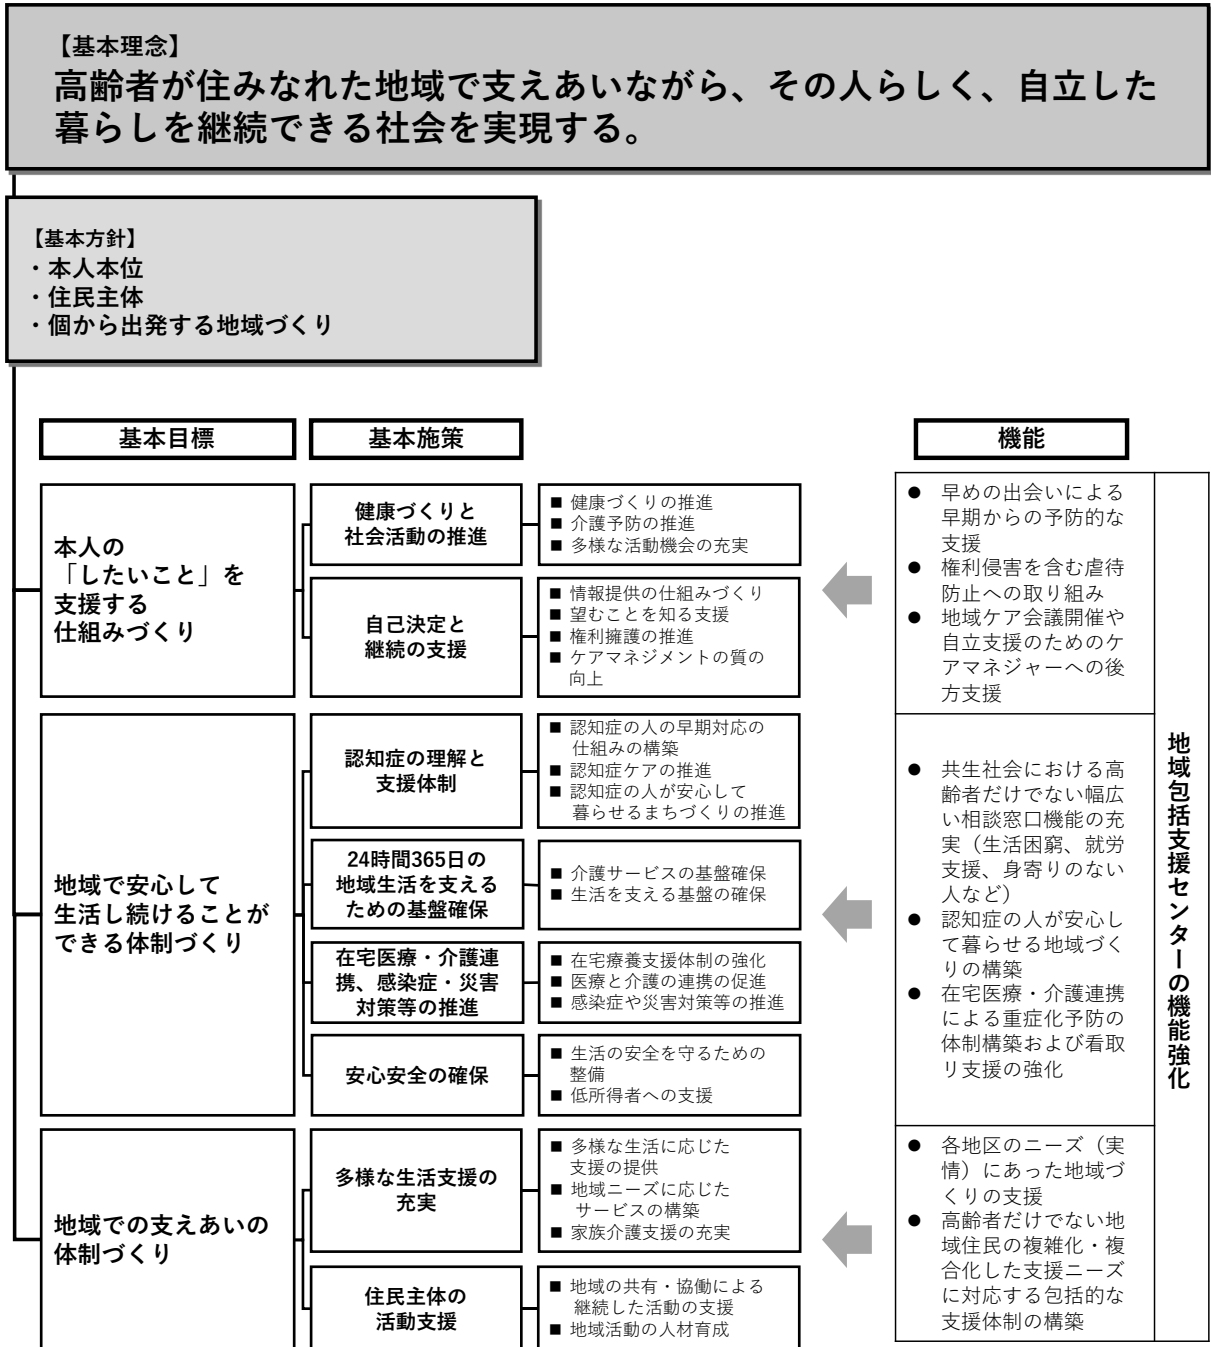 【基本理念】
高齢者が住みなれた地域で支えあいながら、その人らしく、自立した
暮らしを継続できる社会を実現する。
【基本方針】
・本人本位
・住民主体
・個から出発する地域づくり
基本目標
基本施策
機能
本人の
「したいこと」を
支援する
仕組みづくり
健康づくりと
社会活動の推進
■ 健康づくりの推進
■ 介護予防の推進
■ 多様な活動機会の充実
自己決定と
継続の支援
■ 情報提供の仕組みづくり
■ 望むことを知る支援
■ 権利擁護の推進
■ ケアマネジメントの質の
向上
● 早めの出会いによる
早期からの予防的な
支援
● 権利侵害を含む虐待
防止への取り組み
● 地域ケア会議開催や
自立支援のためのケ
アマネジャーへの後
方支援
地域で安心して
生活し続けることが
できる体制づくり
認知症の理解と
支援体制
■ 認知症の人の早期対応の
仕組みの構築
■ 認知症ケアの推進
■ 認知症の人が安心して
暮らせるまちづくりの推進
24時間365日の
地域生活を支える
ための基盤確保
■ 介護サービスの基盤確保
■ 生活を支える基盤の確保
在宅医療・介護連
携、感染症・災害
対策等の推進
■ 在宅療養支援体制の強化
■ 医療と介護の連携の促進
■ 感染症や災害対策等の推進
安心安全の確保
■ 生活の安全を守るための
整備
■ 低所得者への支援
● 共生社会における高
齢者だけでない幅広
い相談窓口機能の充
実（生活困窮、就労
支援、身寄りのない
人など）
● 認知症の人が安心し
て暮らせる地域づく
りの構築
● 在宅医療・介護連携
による重症化予防の
体制構築および看取
り支援の強化
地域での支えあいの
体制づくり
多様な生活支援の
充実
■ 多様な生活に応じた
支援の提供
■ 地域ニーズに応じた
サービスの構築
■ 家族介護支援の充実
住民主体の
活動支援
■ 地域の共有・協働による
継続した活動の支援
■ 地域活動の人材育成
● 各地区のニーズ（実
情）にあった地域づ
くりの支援
● 高齢者だけでない地
域住民の複雑化・複
合化した支援ニーズ
に対応する包括的な
支援体制の構築
地域包括支援センターの機能強化